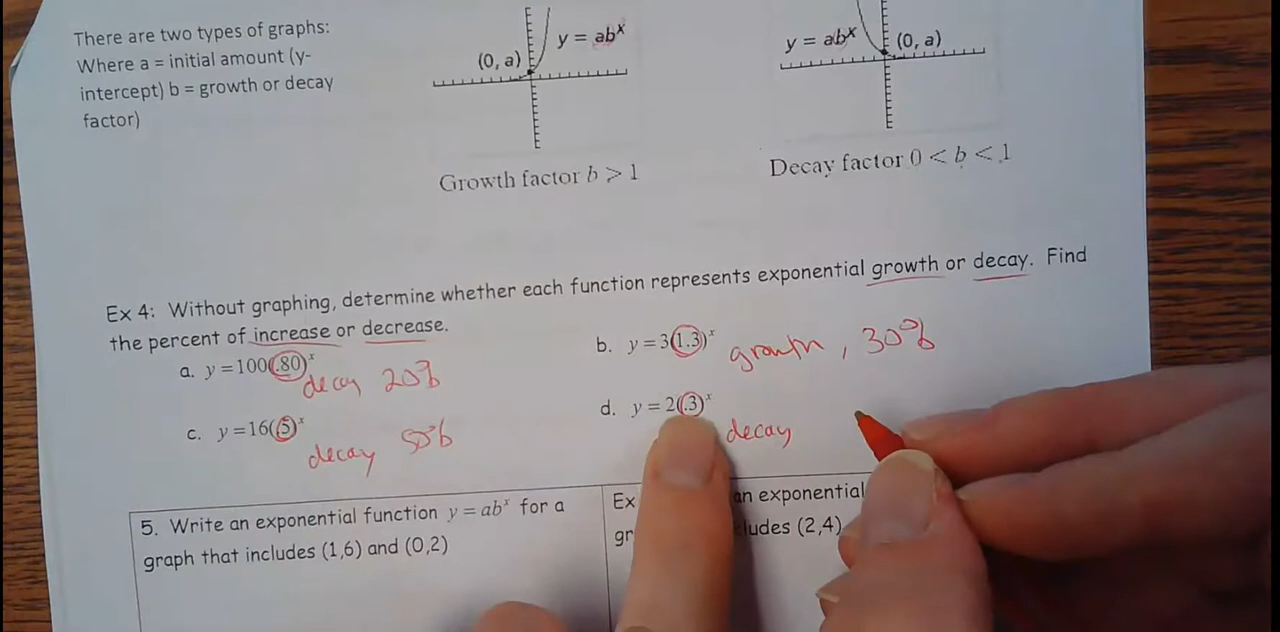 There are two types of graphs:
Where a = initial amount (y-
intercept) b = growth or decay
factor)
y = abˣ
(0, a)
Growth factor b > 1
y = abˣ
(0, a)
Decay factor 0 < b < 1
Ex 4: Without graphing, determine whether each function represents exponential growth or decay. Find
the percent of increase or decrease.
a. y = 100(.80)ˣ decay 20%
b. y = 3(1.3)ˣ growth, 30%
c. y = 16(.5)ˣ decay 50%
d. y = 2(.3)ˣ decay
5. Write an exponential function y = abˣ for a
graph that includes (1,6) and (0,2)
Ex an exponential
gr cludes (2,4)